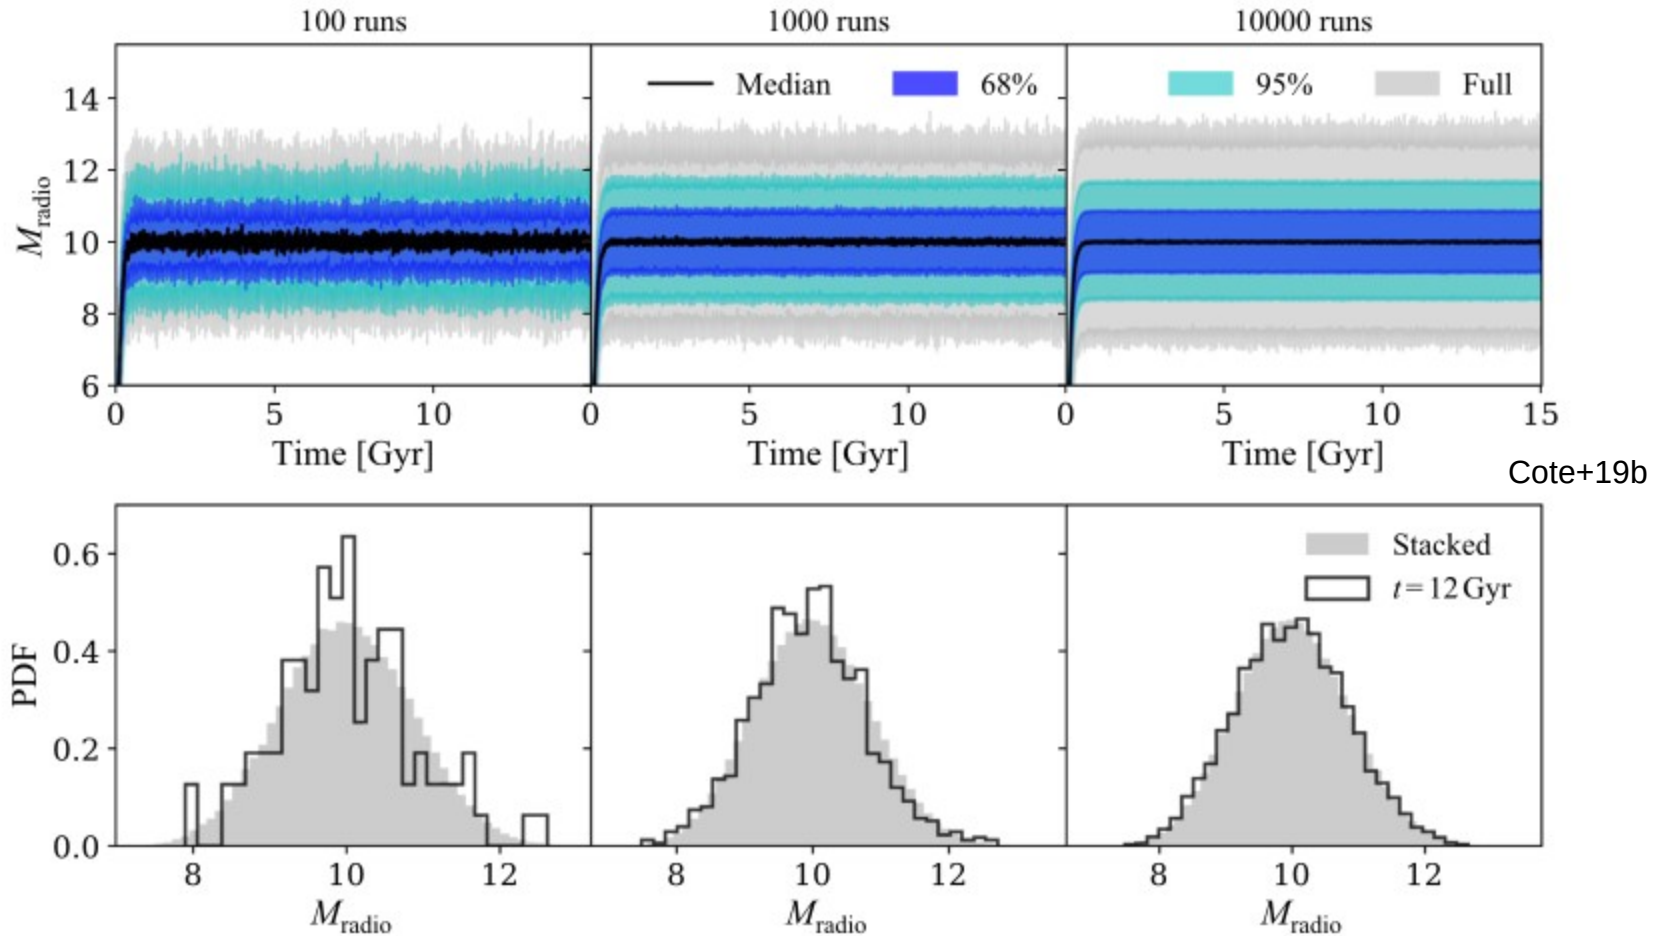 100 runs 1000 runs 10000 runs
Median 68% 95% Full
14
12
10
8
6
M_radio
0 5 10 0 5 10 0 5 10 15
Time [Gyr] Time [Gyr] Time [Gyr]
Cote+19b
Stacked
t = 12 Gyr
0.6
0.4
0.2
0.0
PDF
8 10 12 8 10 12 8 10 12
M_radio M_radio M_radio